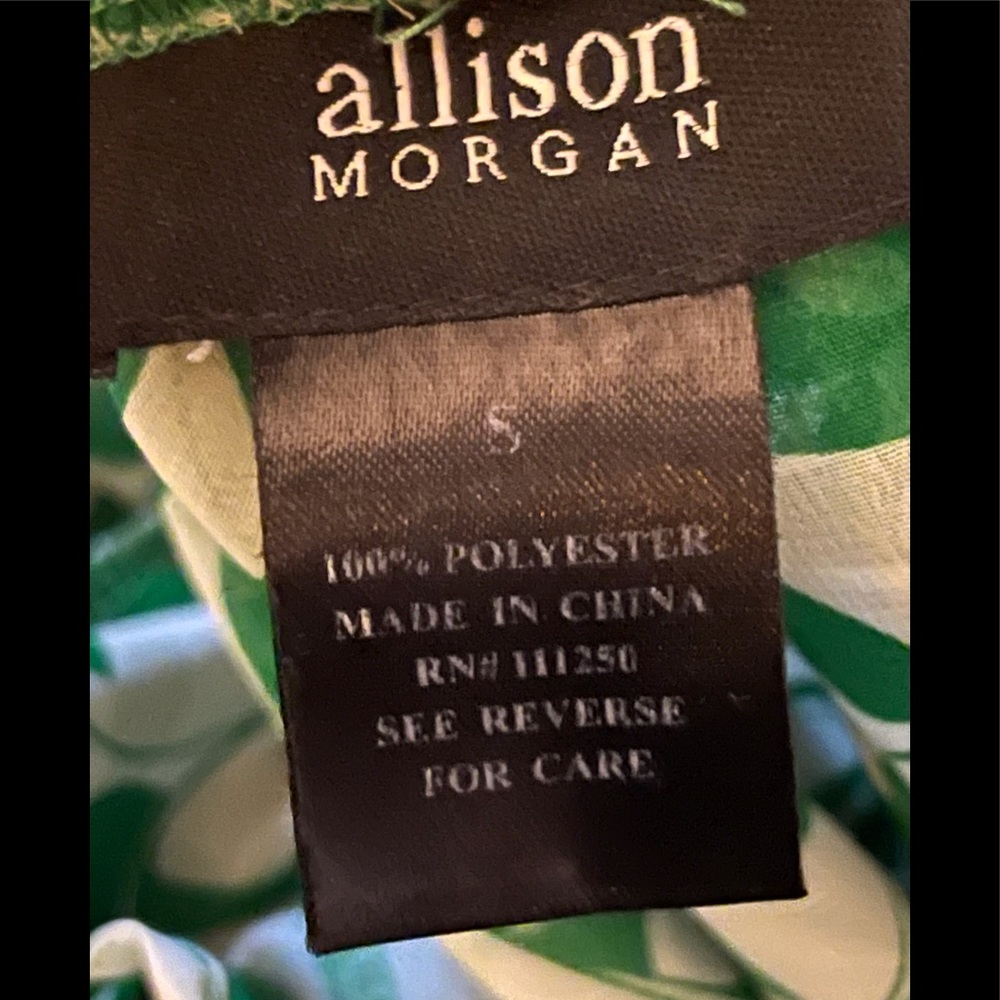 allison
MORGAN
S
100% POLYESTER
MADE IN CHINA
RN# 111250
SEE REVERSE
FOR CARE